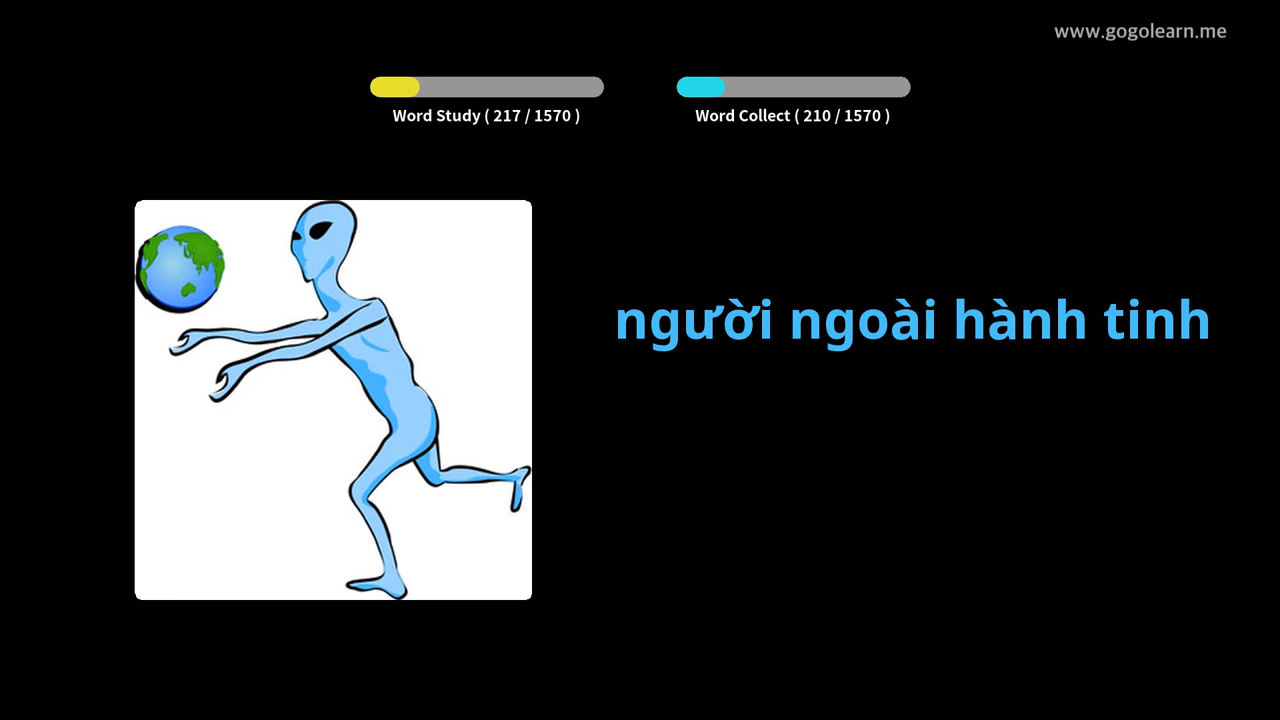 www.gogolearn.me
Word Study ( 217 / 1570 )
Word Collect ( 210 / 1570 )
người ngoài hành tinh